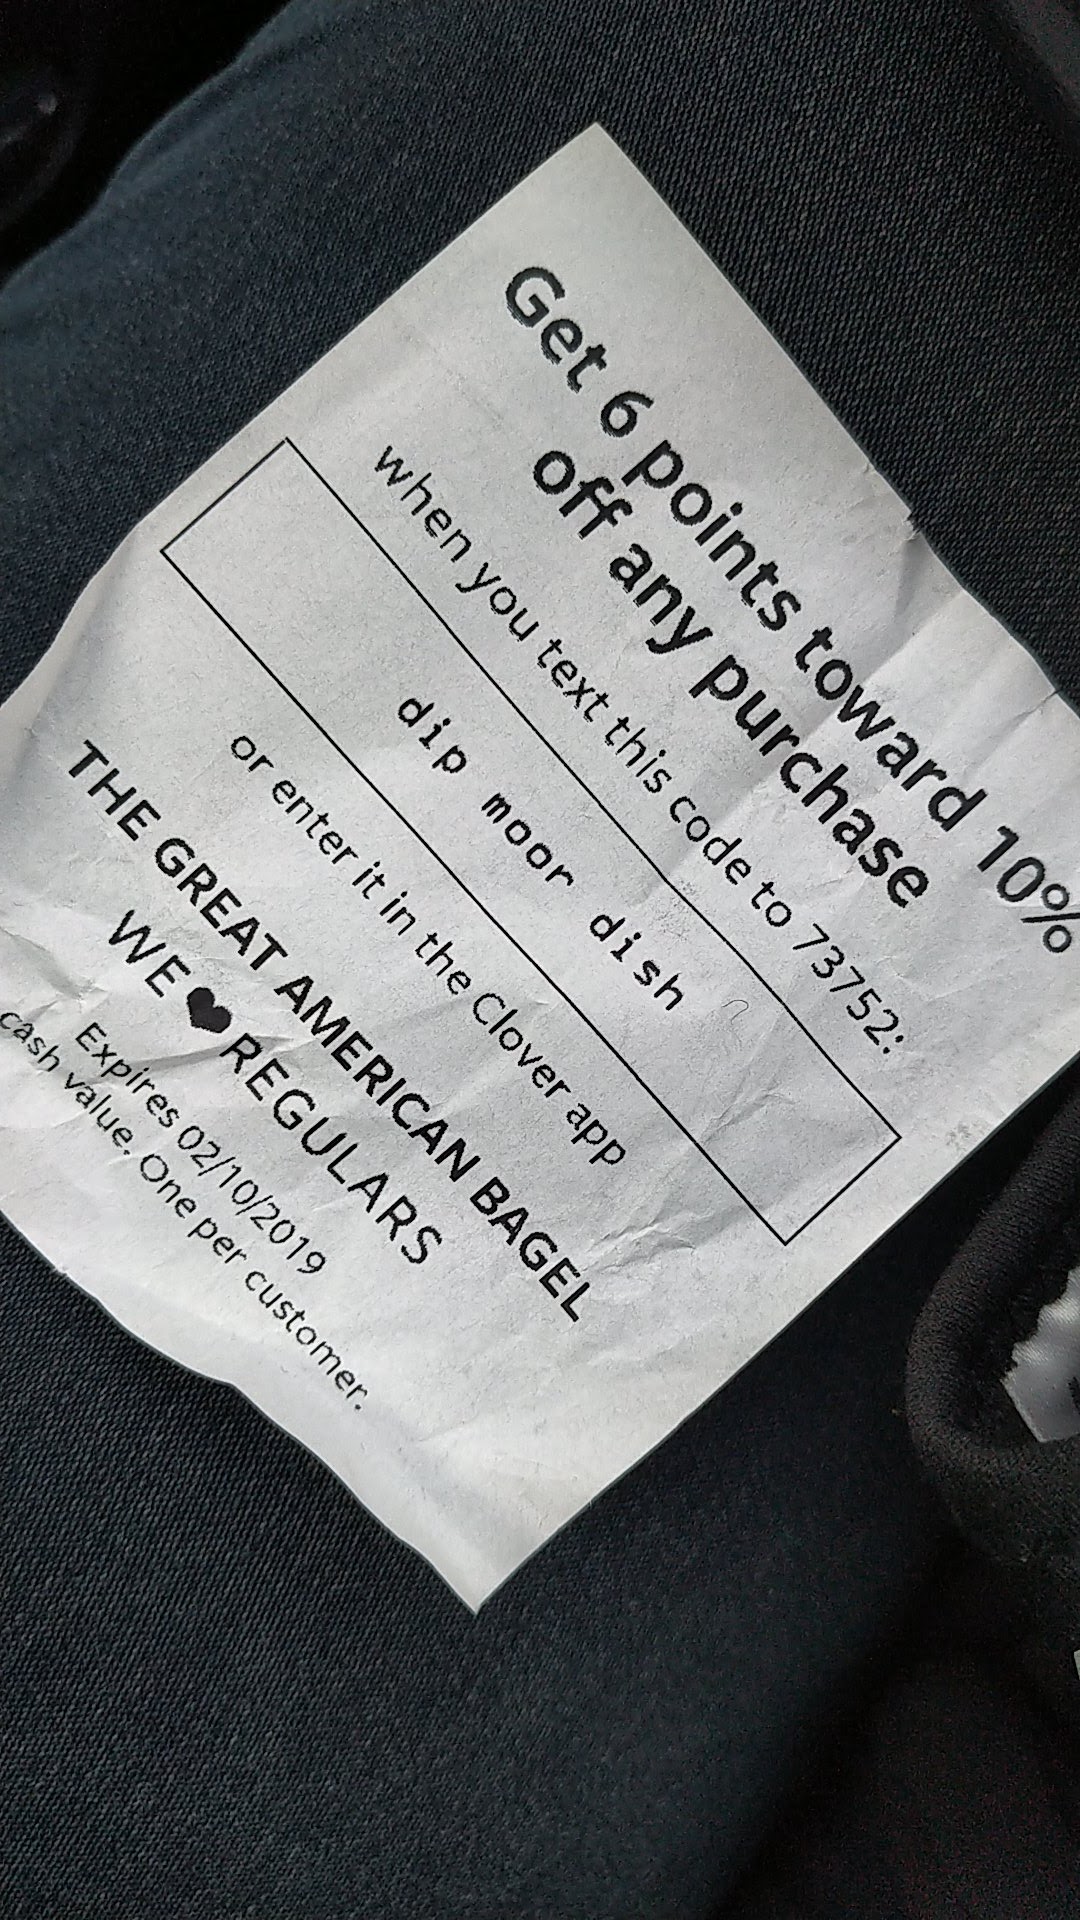 Get 6 points toward 10%
off any purchase
when you text this code to 73752:
dip moor dish
or enter it in the Clover app
THE GREAT AMERICAN BAGEL
WE ❤ REGULARS
Expires 02/10/2019
cash value. One per customer.